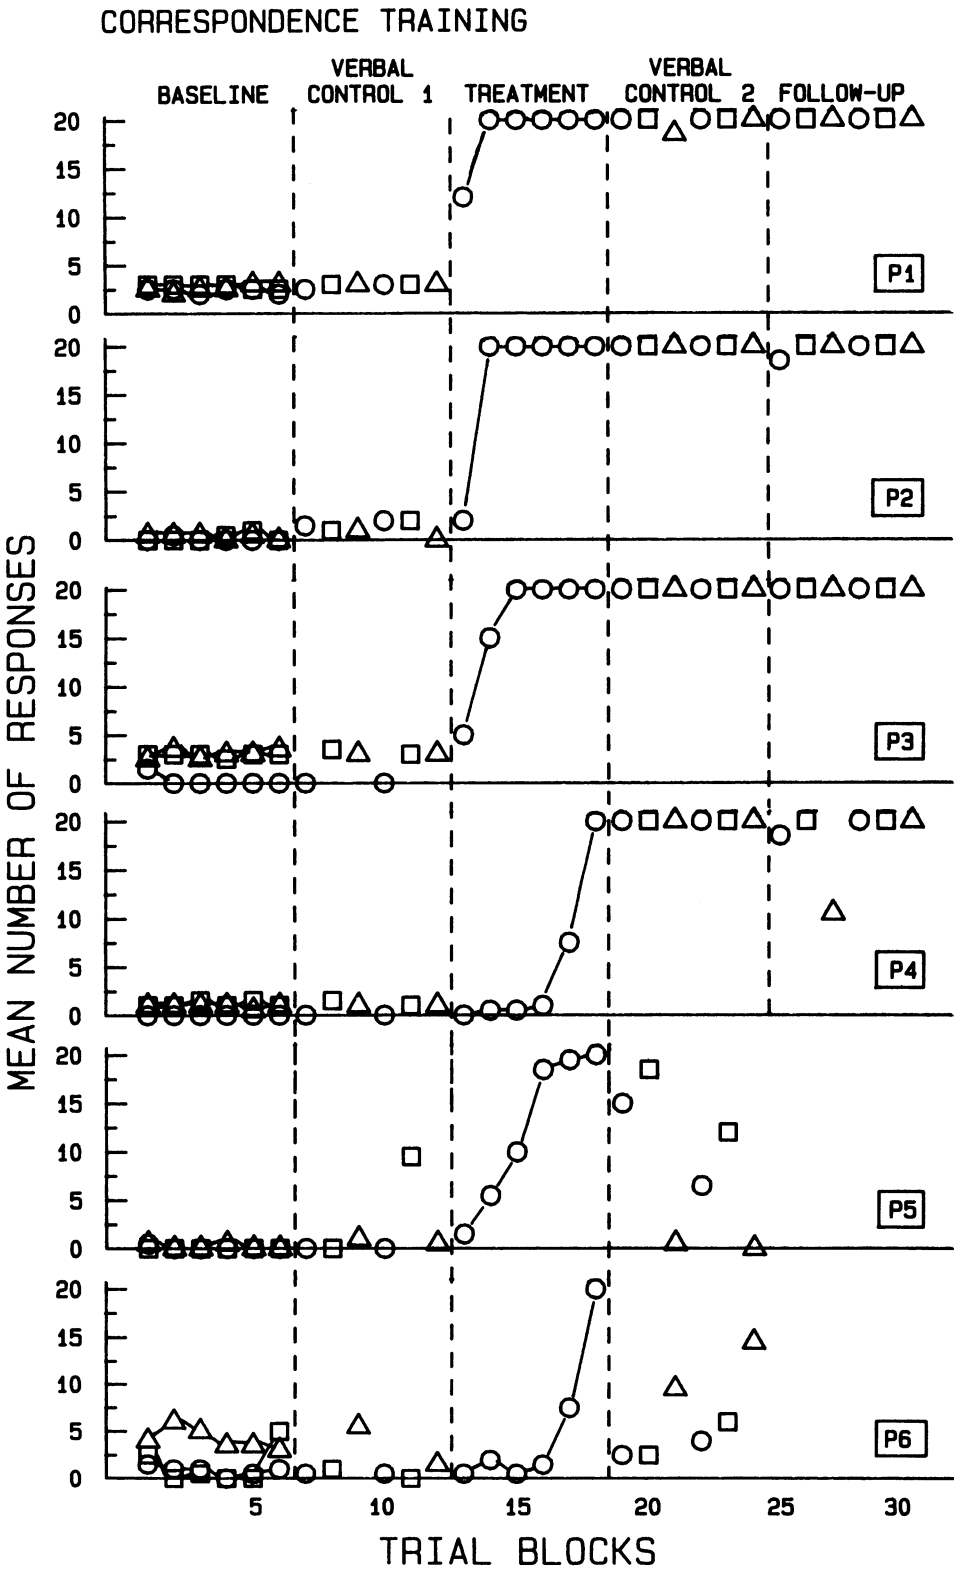 CORRESPONDENCE TRAINING
VERBAL VERBAL
BASELINE CONTROL 1 TREATMENT CONTROL 2 FOLLOW-UP
20
15
10
5
0
P1
20
15
10
5
0
P2
20
15
10
5
0
P3
20
15
10
5
0
P4
20
15
10
5
0
P5
20
15
10
5
0
P6
5 10 15 20 25 30
TRIAL BLOCKS
MEAN NUMBER OF RESPONSES